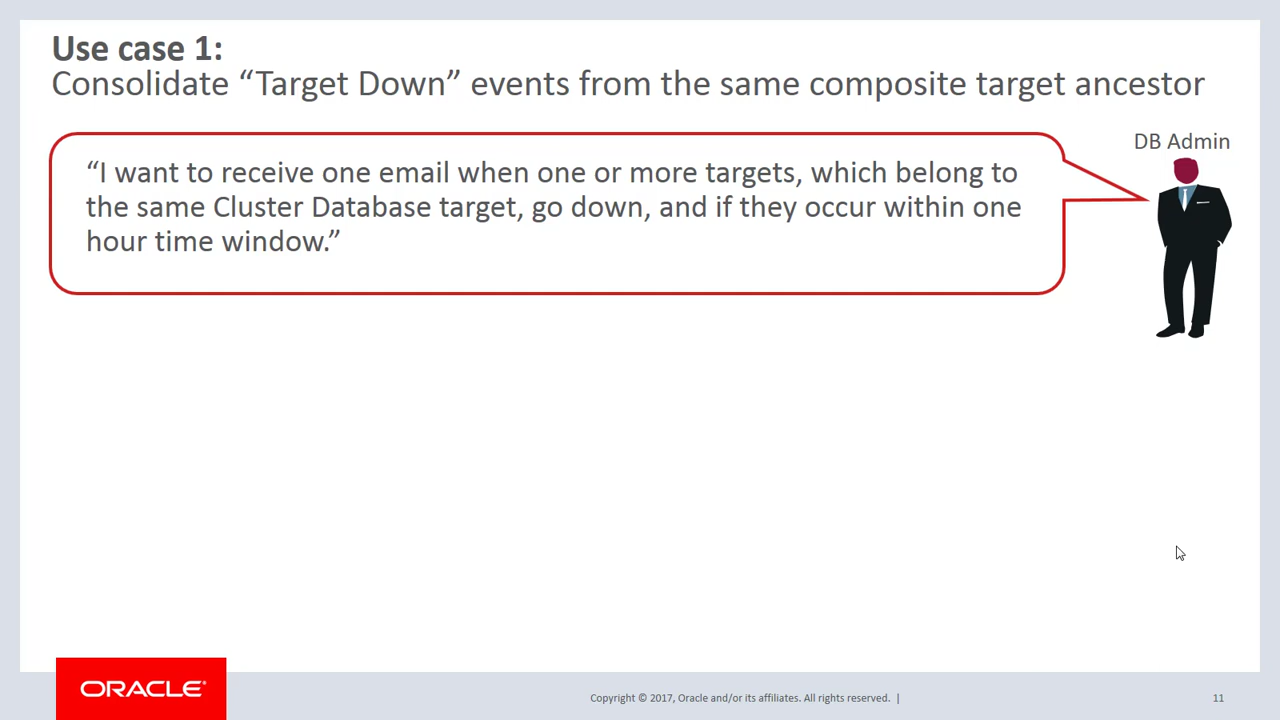 Use case 1:
Consolidate “Target Down” events from the same composite target ancestor
DB Admin
“I want to receive one email when one or more targets, which belong to
the same Cluster Database target, go down, and if they occur within one
hour time window.”
ORACLE®
Copyright © 2017, Oracle and/or its affiliates. All rights reserved. |
11